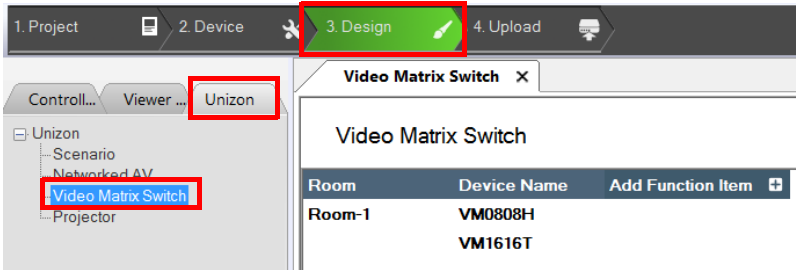 1. Project
2. Device
3. Design
4. Upload
Controll...
Viewer ...
Unizon
Unizon
Scenario
Networked AV
Video Matrix Switch
Projector
Video Matrix Switch X
Video Matrix Switch
Room Device Name Add Function Item
Room-1 VM0808H
VM1616T